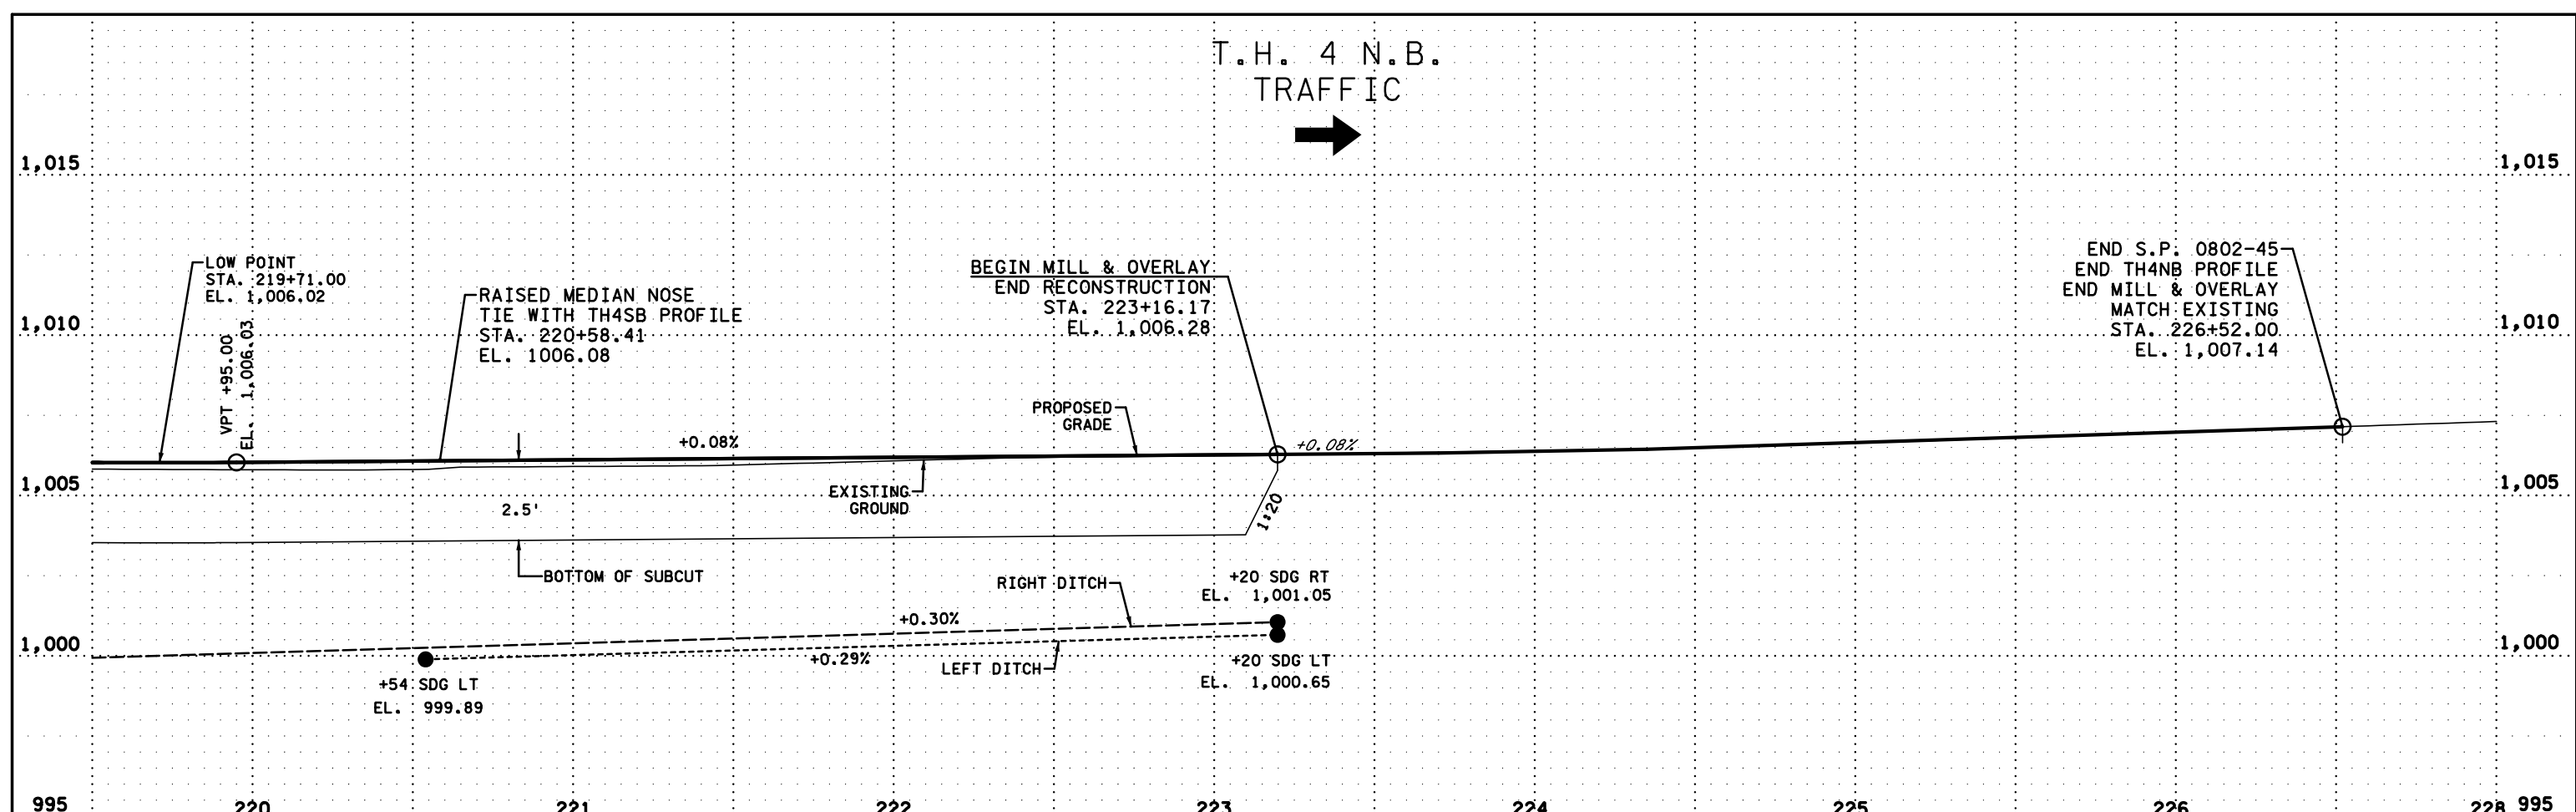 T.H. 4 N.B.
TRAFFIC
1,015
1,015
LOW POINT
STA. 219+71.00
EL. 1,006.02
VPT +95.00
EL. 1,006.03
RAISED MEDIAN NOSE
TIE WITH TH4SB PROFILE
STA. 220+58.41
EL. 1006.08
BEGIN MILL & OVERLAY
END RECONSTRUCTION
STA. 223+16.17
EL. 1,006.28
END S.P. 0802-45
END TH4NB PROFILE
END MILL & OVERLAY
MATCH EXISTING
STA. 226+52.00
EL. 1,007.14
1,010
1,010
PROPOSED
GRADE
+0.08%
+0.08%
1,005
1,005
EXISTING
GROUND
2.5'
1:20
BOTTOM OF SUBCUT
RIGHT DITCH
+20 SDG RT
EL. 1,001.05
+0.30%
1,000
1,000
+0.29%
LEFT DITCH
+20 SDG LT
EL. 1,000.65
+54 SDG LT
EL. 999.89
995
220
221
222
223
224
225
226
228
995